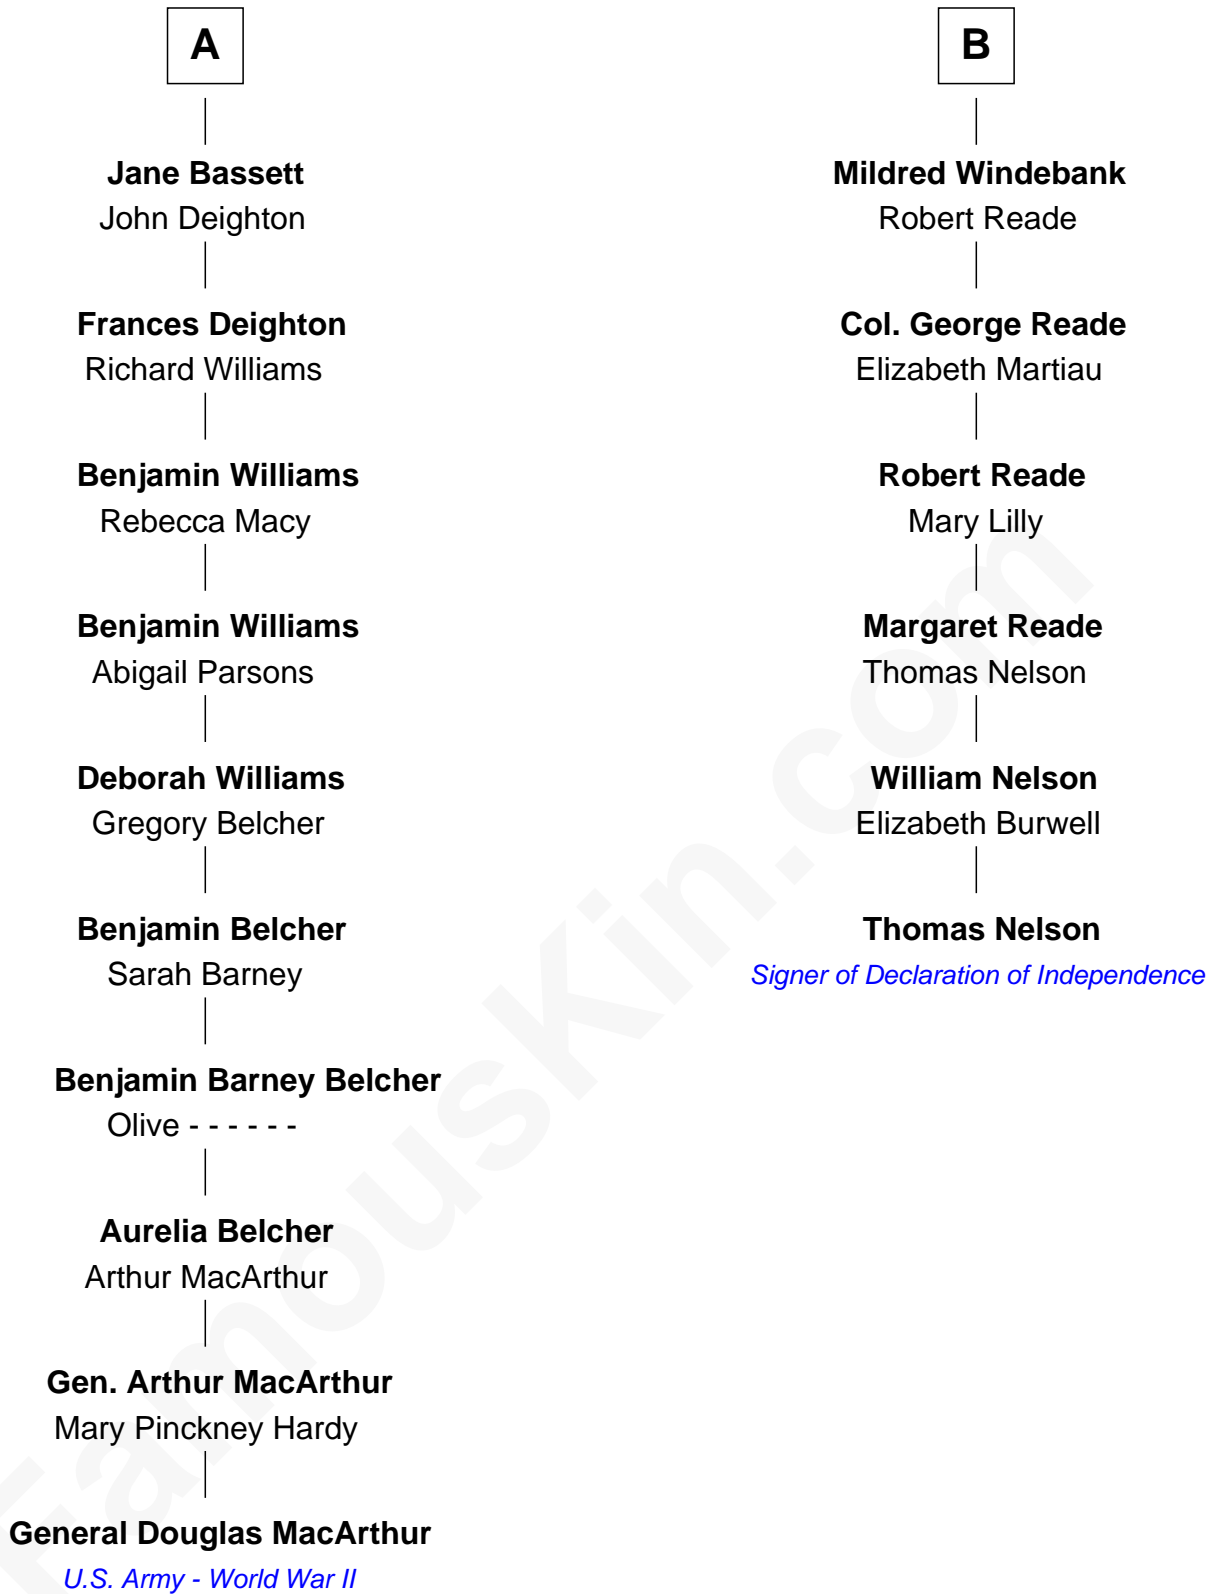 A
Jane Bassett
John Deighton
Frances Deighton
Richard Williams
Benjamin Williams
Rebecca Macy
Benjamin Williams
Abigail Parsons
Deborah Williams
Gregory Belcher
Benjamin Belcher
Sarah Barney
Benjamin Barney Belcher
Olive - - - - - -
Aurelia Belcher
Arthur MacArthur
Gen. Arthur MacArthur
Mary Pinckney Hardy
General Douglas MacArthur
U.S. Army - World War II
B
Mildred Windebank
Robert Reade
Col. George Reade
Elizabeth Martiau
Robert Reade
Mary Lilly
Margaret Reade
Thomas Nelson
William Nelson
Elizabeth Burwell
Thomas Nelson
Signer of Declaration of Independence
FamousKin.com